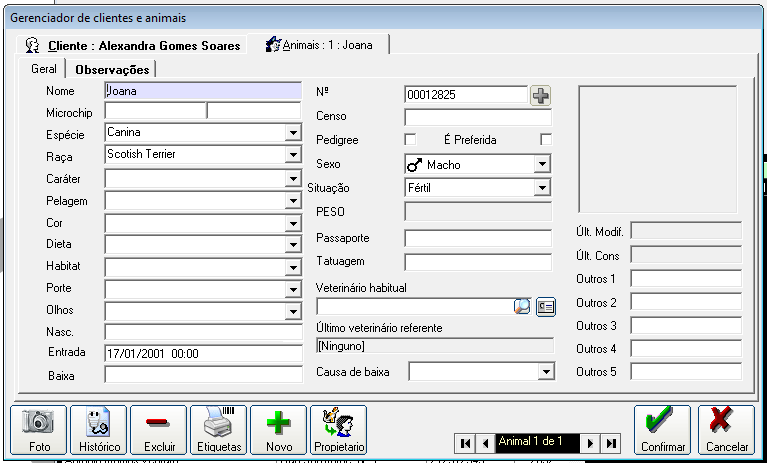 Gerenciador de clientes e animais
Cliente : Alexandra Gomes Soares
Animais : 1 : Joana
Geral
Observações
Nome Joana
Nº 00012825
Microchip
Censo
Espécie Canina
Pedigree É Preferida
Raça Scotish Terrier
Sexo Macho
Caráter
Situação Fértil
Pelagem
PESO
Cor
Passaporte
Dieta
Tatuagem
Habitat
Porte
Olhos
Nasc.
Entrada 17/01/2001 00:00
Baixa
Veterinário habitual
Último veterinário referente
[Ninguno]
Causa de baixa
Últ. Modif.
Últ. Cons
Outros 1
Outros 2
Outros 3
Outros 4
Outros 5
Foto
Histórico
Excluir
Etiquetas
Novo
Propietario
Animal 1 de 1
Confirmar
Cancelar